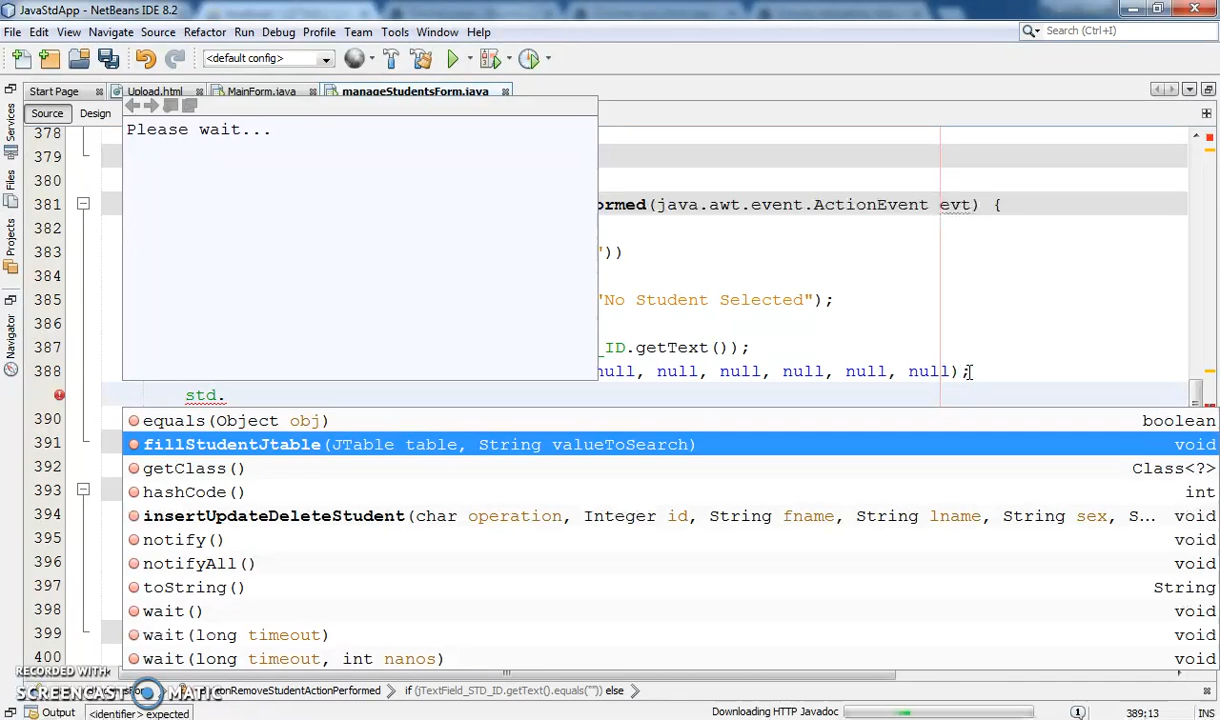 JavaStdApp - NetBeans IDE 8.2
File Edit View Navigate Source Refactor Run Debug Profile Team Tools Window Help
Search (Ctrl+I)
<default config>
Start Page Upload.html MainForm.java manageStudentsForm.java
Source Design
Services
Files
Projects
Navigator
Please wait...
378
379
380
381 ormed(java.awt.event.ActionEvent evt) {
382
383 "))
384
385 "No Student Selected");
386
387 _ID.getText());
388 null, null, null, null, null, null);
std.
390 equals(Object obj) boolean
391 fillStudentJtable(JTable table, String valueToSearch) void
392 getClass() Class<?>
393 hashCode() int
394 insertUpdateDeleteStudent(char operation, Integer id, String fname, String lname, String sex, S... void
395 notify() void
396 notifyAll() void
397 toString() String
398 wait() void
399 wait(long timeout) void
400 wait(long timeout, int nanos) void
RECORDED WITH
SCREENCAST MATIC
onRemoveStudentActionPerformed if (jTextField_STD_ID.getText().equals("")) else
Output <identifier> expected Downloading HTTP Javadoc 1 389:13 INS